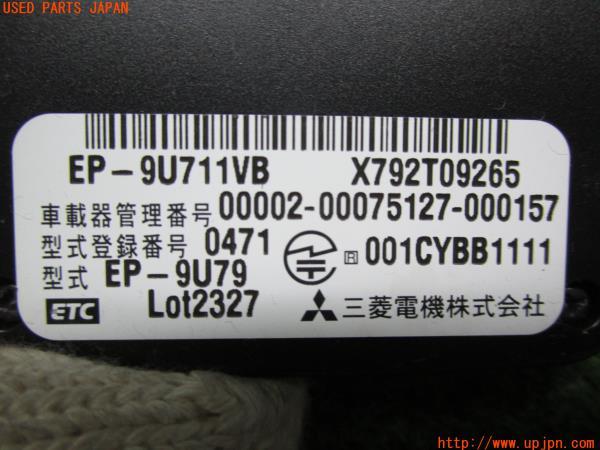 USED PARTS JAPAN
EP-9U711VB X792T09265
車載器管理番号 00002-00075127-000157
型式登録番号 0471 R 001CYBB1111
型式 EP-9U79
ETC Lot2327 三菱電機株式会社
http://www.upjpn.com/